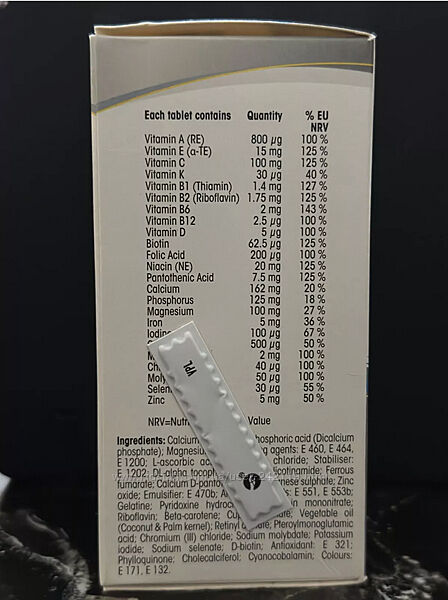 Each tablet contains Quantity % EU
NRV
Vitamin A (RE) 800 µg 100 %
Vitamin E (α-TE) 15 mg 125 %
Vitamin C 100 mg 125 %
Vitamin K 30 µg 40 %
Vitamin B1 (Thiamin) 1.4 mg 127 %
Vitamin B2 (Riboflavin) 1.75 mg 125 %
Vitamin B6 2 mg 143 %
Vitamin B12 2.5 µg 100 %
Vitamin D 5 µg 100 %
Biotin 62.5 µg 125 %
Folic Acid 200 µg 100 %
Niacin (NE) 20 mg 125 %
Pantothenic Acid 7.5 mg 125 %
Calcium 162 mg 20 %
Phosphorus 125 mg 18 %
Magnesium 100 mg 27 %
Iron 5 mg 36 %
Iodine 100 µg 67 %
500 µg 50 %
2 mg 100 %
40 µg 100 %
50 µg 100 %
30 µg 55 %
Zinc 5 mg 50 %
VPL
NRV=Nutri Value
Ingredients: Calcium phosphoric acid (Dicalcium
phosphate); Magnesiu agents: E 460, E 464,
E 1200; L-ascorbic ac chloride; Stabiliser:
E 1202; DL-alpha tocoph icotinamide; Ferrous
fumarate; Calcium D-panto nese sulphate; Zinc
oxide; Emulsifier: E 470b; A E 551, E 553b;
Gelatine; Pyridoxine hydroc mononitrate;
Riboflavin; Beta-carotene; Cu Vegetable oil
(Coconut & Palm kernel); Retinyl Pteroylmonoglutamic
acid; Chromium (III) chloride; Sodium molybdate; Potassium
iodide; Sodium selenate; D-biotin; Antioxidant: E 321;
Phylloquinone; Cholecalciferol; Cyanocobalamin; Colours:
E 171, E 132.